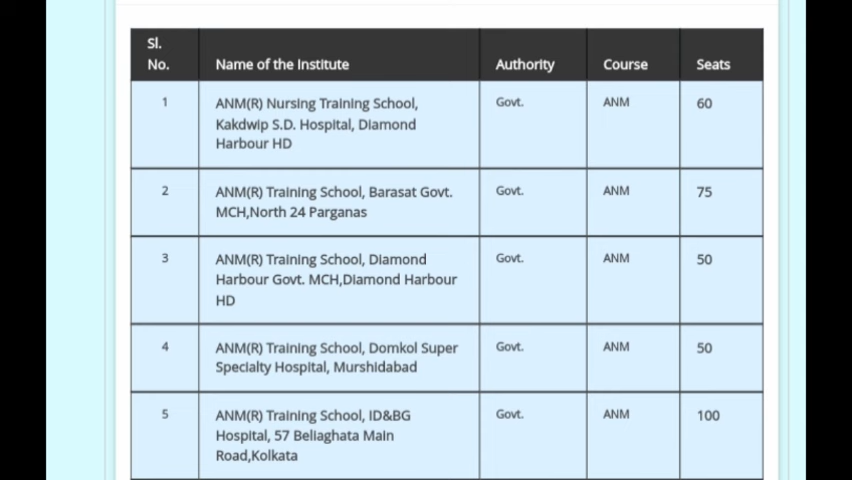 Sl.
No. Name of the Institute Authority Course Seats
1 ANM(R) Nursing Training School, Govt. ANM 60
Kakdwip S.D. Hospital, Diamond
Harbour HD
2 ANM(R) Training School, Barasat Govt. Govt. ANM 75
MCH,North 24 Parganas
3 ANM(R) Training School, Diamond Govt. ANM 50
Harbour Govt. MCH,Diamond Harbour
HD
4 ANM(R) Training School, Domkol Super Govt. ANM 50
Specialty Hospital, Murshidabad
5 ANM(R) Training School, ID&BG Govt. ANM 100
Hospital, 57 Beliaghata Main
Road,Kolkata